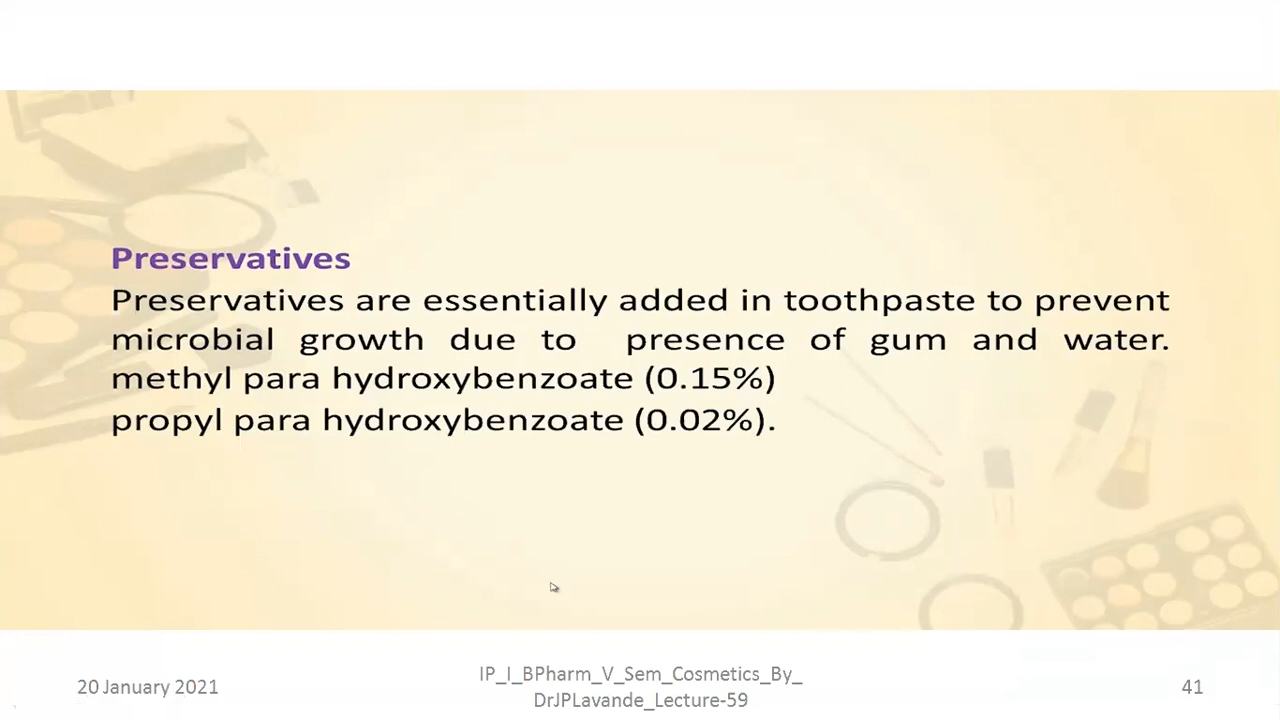 Preservatives
Preservatives are essentially added in toothpaste to prevent
microbial growth due to presence of gum and water.
methyl para hydroxybenzoate (0.15%)
propyl para hydroxybenzoate (0.02%).
20 January 2021
IP_I_BPharm_V_Sem_Cosmetics_By_
DrJPLavande_Lecture-59
41